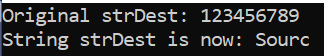 Original strDest: 123456789
String strDest is now: Sourc